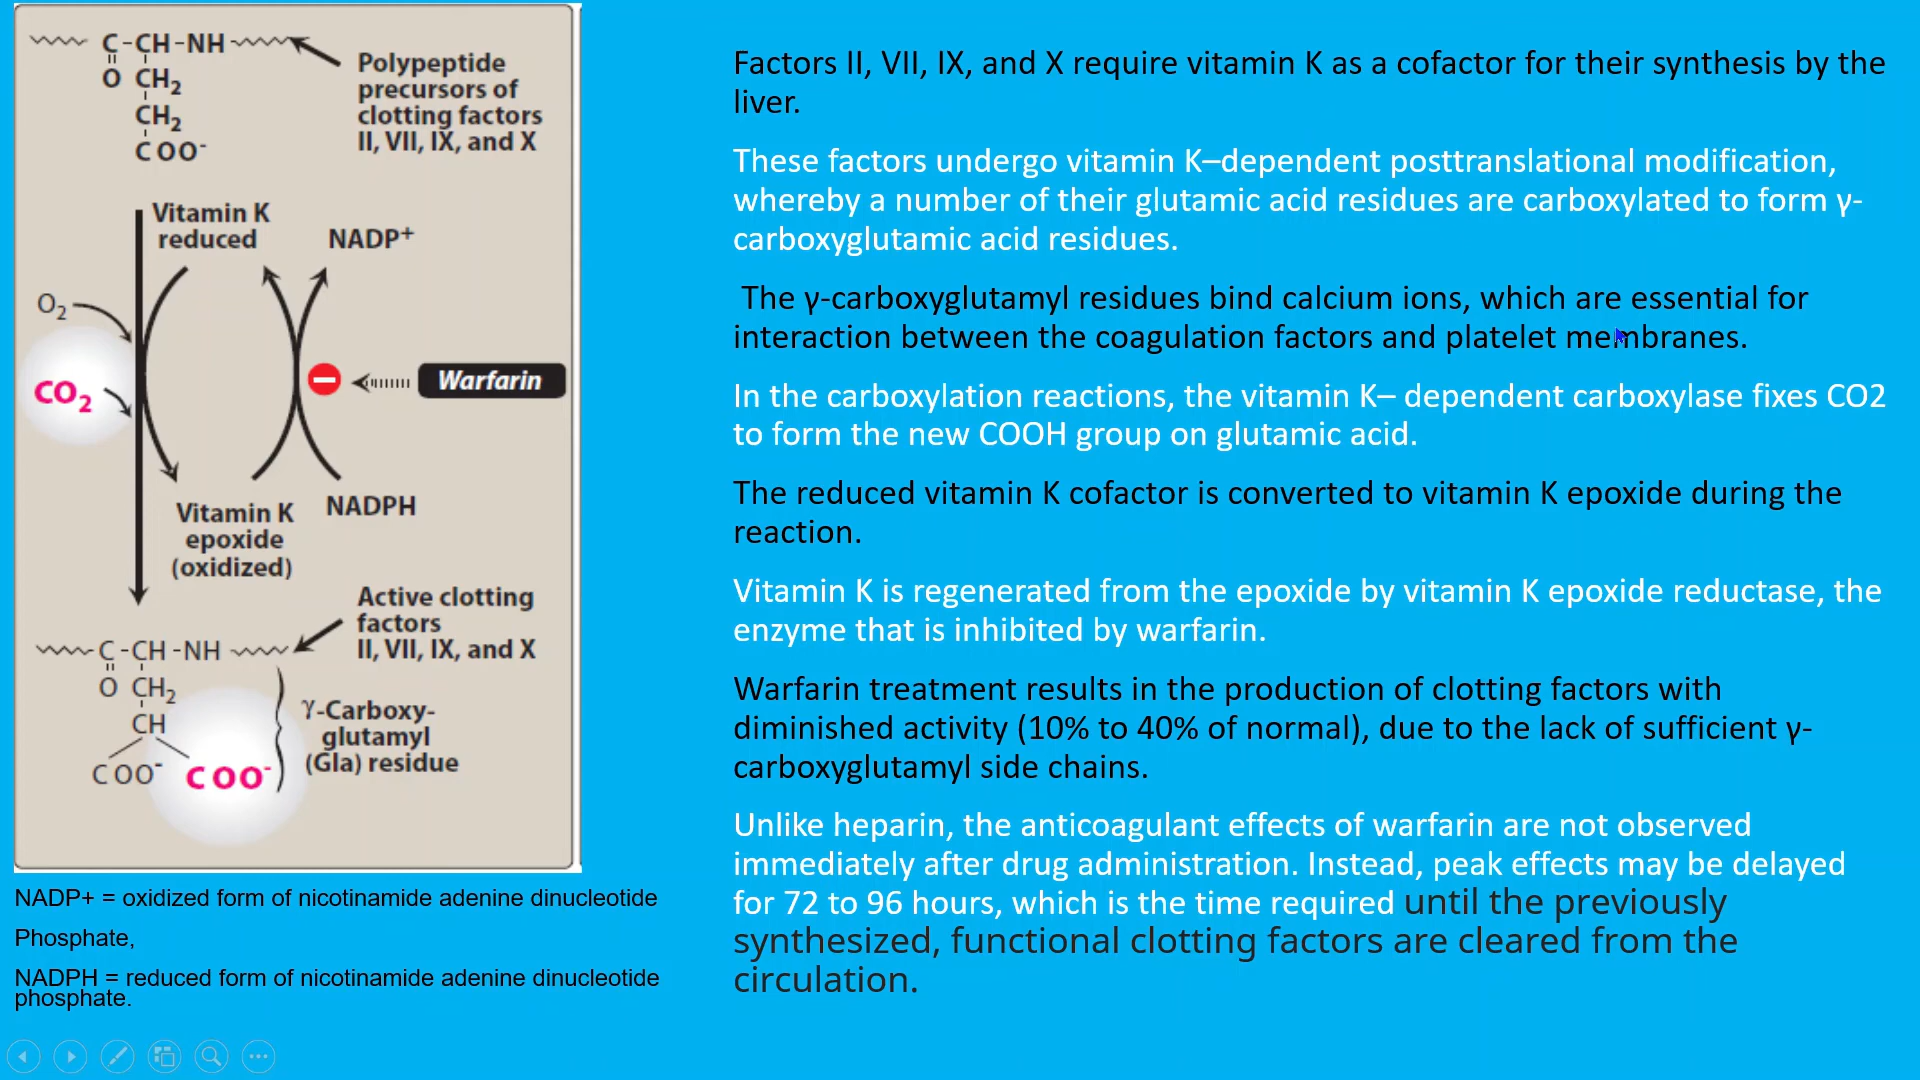 C-CH-NH
O CH2
CH2
COO-
Polypeptide
precursors of
clotting factors
II, VII, IX, and X
Vitamin K
reduced
NADP+
O2
CO2
Warfarin
Vitamin K
epoxide
(oxidized)
NADPH
Active clotting
factors
II, VII, IX, and X
C-CH-NH
O CH2
CH
COO- COO-
γ-Carboxy-
glutamyl
(Gla) residue
NADP+ = oxidized form of nicotinamide adenine dinucleotide
Phosphate,
NADPH = reduced form of nicotinamide adenine dinucleotide
phosphate.
Factors II, VII, IX, and X require vitamin K as a cofactor for their synthesis by the
liver.
These factors undergo vitamin K–dependent posttranslational modification,
whereby a number of their glutamic acid residues are carboxylated to form γ-
carboxyglutamic acid residues.
The γ-carboxyglutamyl residues bind calcium ions, which are essential for
interaction between the coagulation factors and platelet membranes.
In the carboxylation reactions, the vitamin K– dependent carboxylase fixes CO2
to form the new COOH group on glutamic acid.
The reduced vitamin K cofactor is converted to vitamin K epoxide during the
reaction.
Vitamin K is regenerated from the epoxide by vitamin K epoxide reductase, the
enzyme that is inhibited by warfarin.
Warfarin treatment results in the production of clotting factors with
diminished activity (10% to 40% of normal), due to the lack of sufficient γ-
carboxyglutamyl side chains.
Unlike heparin, the anticoagulant effects of warfarin are not observed
immediately after drug administration. Instead, peak effects may be delayed
for 72 to 96 hours, which is the time required until the previously
synthesized, functional clotting factors are cleared from the
circulation.